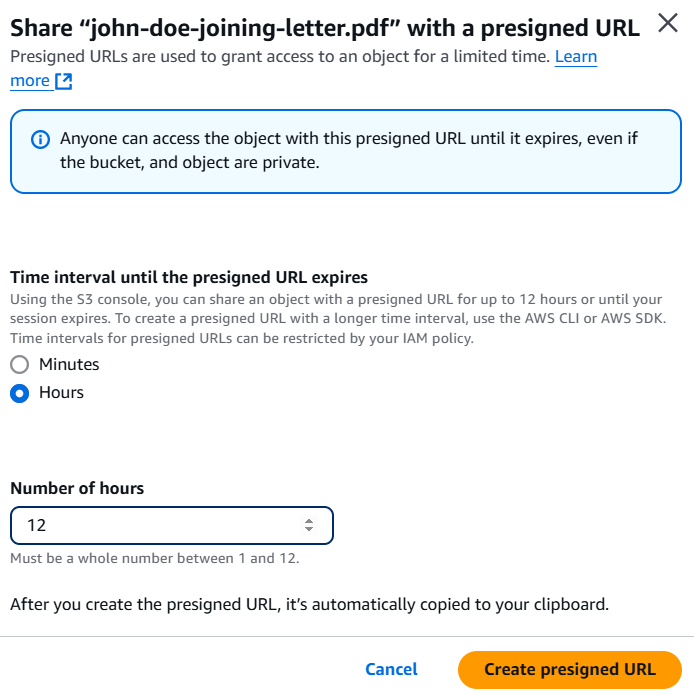 Share “john-doe-joining-letter.pdf” with a presigned URL
Presigned URLs are used to grant access to an object for a limited time. Learn
more
Anyone can access the object with this presigned URL until it expires, even if
the bucket, and object are private.
Time interval until the presigned URL expires
Using the S3 console, you can share an object with a presigned URL for up to 12 hours or until your
session expires. To create a presigned URL with a longer time interval, use the AWS CLI or AWS SDK.
Time intervals for presigned URLs can be restricted by your IAM policy.
Minutes
Hours
Number of hours
12
Must be a whole number between 1 and 12.
After you create the presigned URL, it’s automatically copied to your clipboard.
Cancel
Create presigned URL